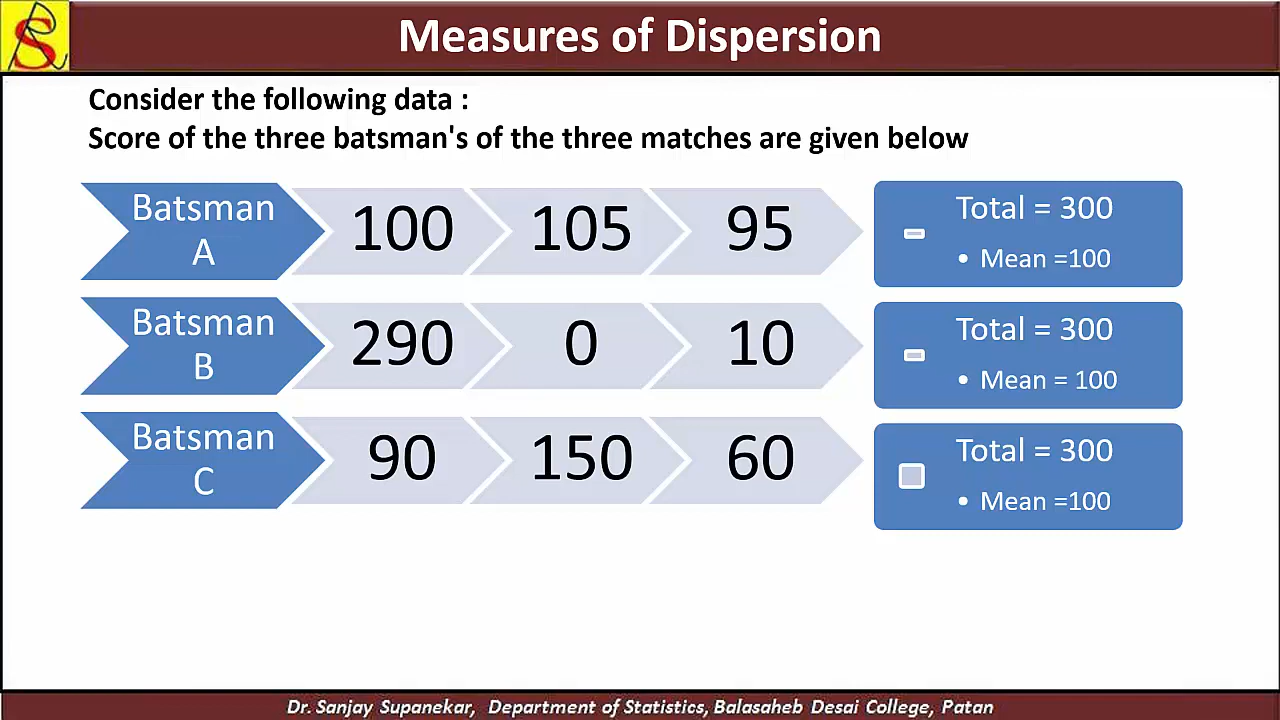 Measures of Dispersion
Consider the following data :
Score of the three batsman's of the three matches are given below
Batsman
A
100
105
95
Total = 300
• Mean =100
Batsman
B
290
0
10
Total = 300
• Mean = 100
Batsman
C
90
150
60
Total = 300
• Mean =100
Dr. Sanjay Supanekar, Department of Statistics, Balasaheb Desai College, Patan